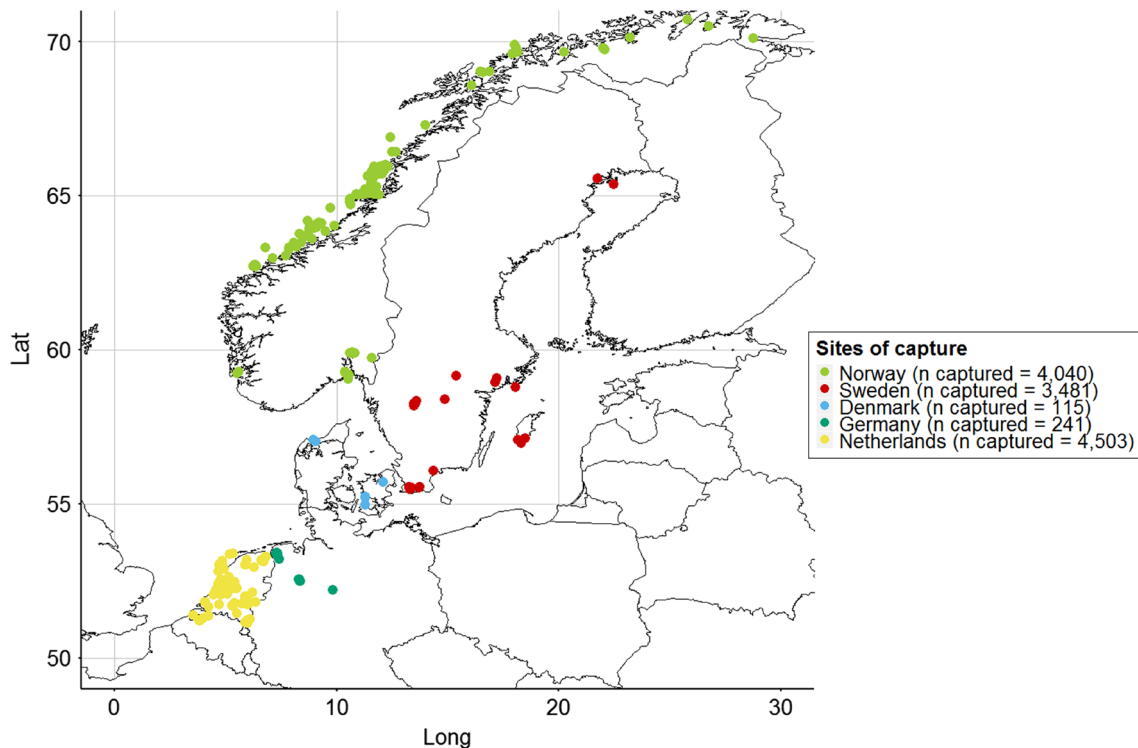 70
65
60
55
50
Lat
0
10
20
30
Long
Sites of capture
Norway (n captured = 4,040)
Sweden (n captured = 3,481)
Denmark (n captured = 115)
Germany (n captured = 241)
Netherlands (n captured = 4,503)